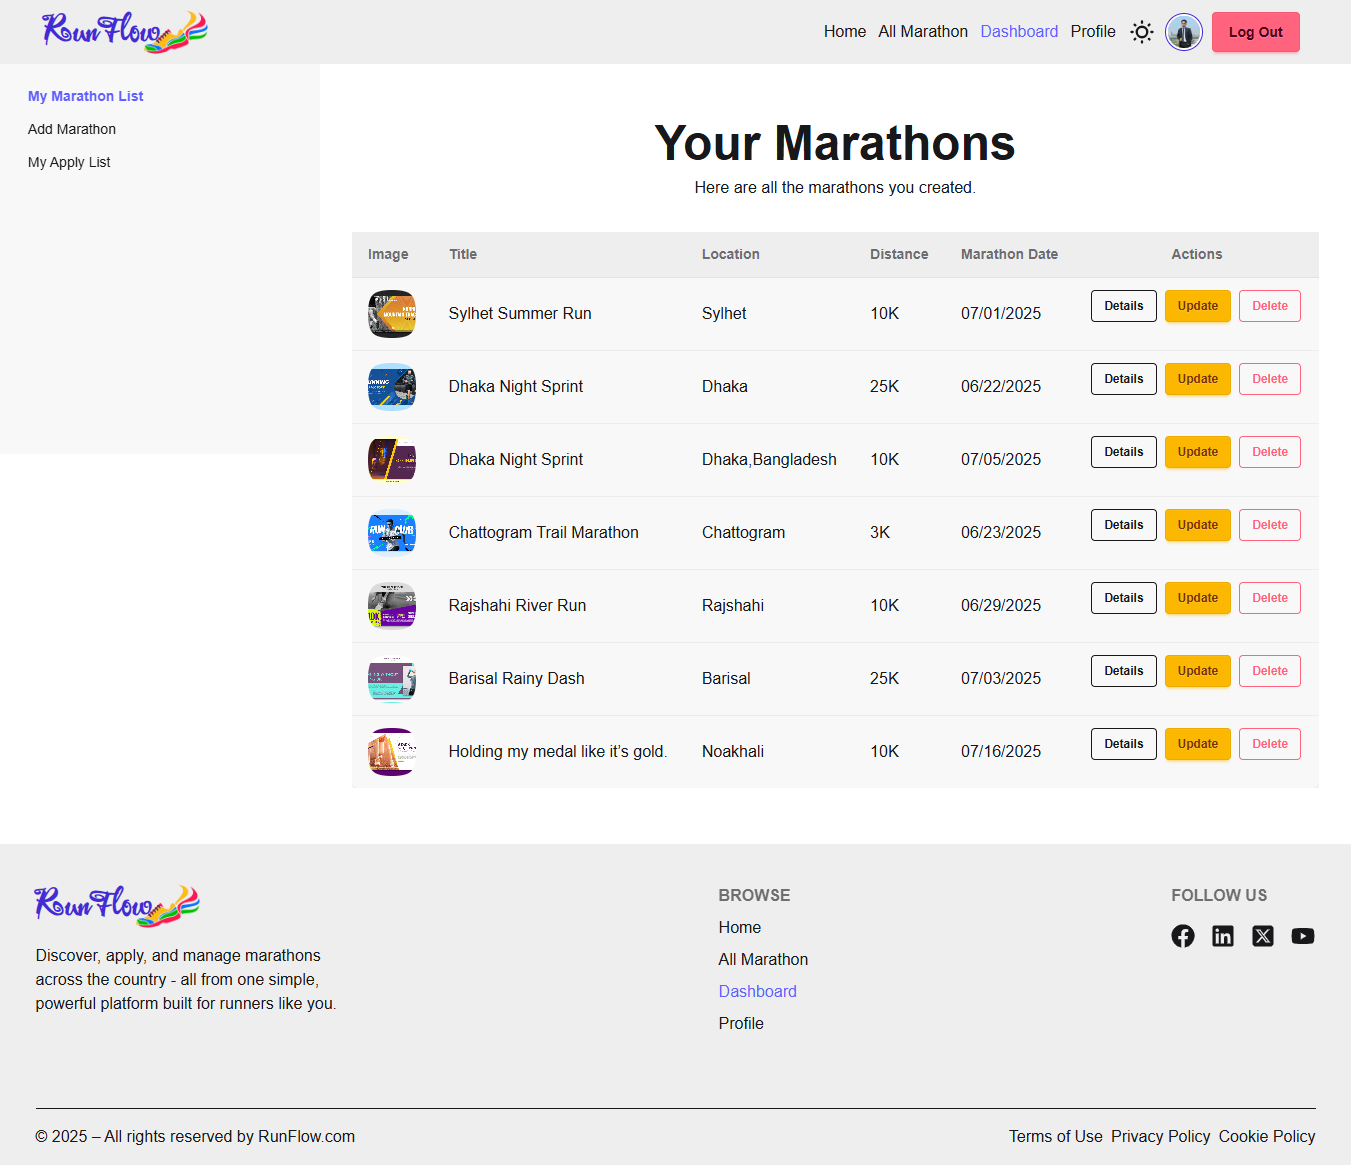 Run Flow
Home All Marathon Dashboard Profile Log Out
My Marathon List
Add Marathon
My Apply List
Your Marathons
Here are all the marathons you created.
Image Title Location Distance Marathon Date Actions
Sylhet Summer Run Sylhet 10K 07/01/2025 Details Update Delete
Dhaka Night Sprint Dhaka 25K 06/22/2025 Details Update Delete
Dhaka Night Sprint Dhaka,Bangladesh 10K 07/05/2025 Details Update Delete
RUN CLUB
Chattogram Trail Marathon Chattogram 3K 06/23/2025 Details Update Delete
Rajshahi River Run Rajshahi 10K 06/29/2025 Details Update Delete
Barisal Rainy Dash Barisal 25K 07/03/2025 Details Update Delete
Holding my medal like it’s gold. Noakhali 10K 07/16/2025 Details Update Delete
Run Flow
Discover, apply, and manage marathons
across the country - all from one simple,
powerful platform built for runners like you.
BROWSE
Home
All Marathon
Dashboard
Profile
FOLLOW US
© 2025 – All rights reserved by RunFlow.com
Terms of Use Privacy Policy Cookie Policy